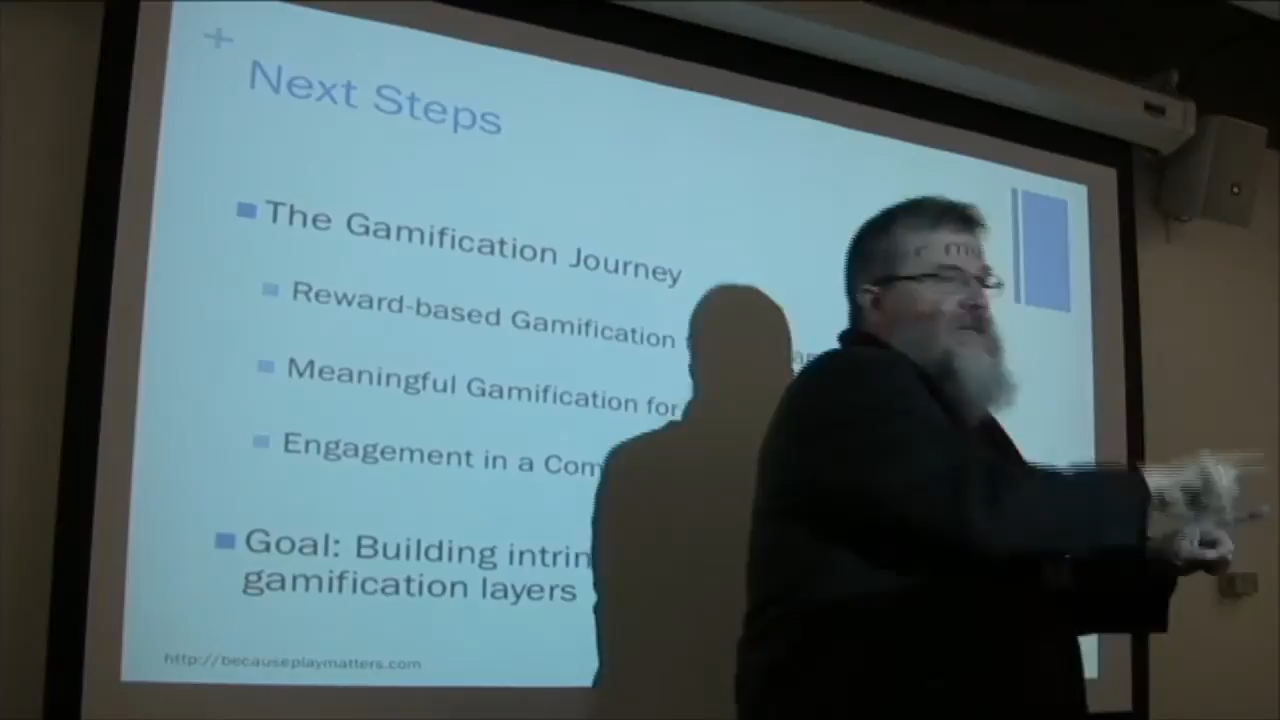 +
Next Steps
The Gamification Journey
Reward-based Gamification
Meaningful Gamification for
Engagement in a Com
Goal: Building intrin
gamification layers
http://becauseplaymatters.com